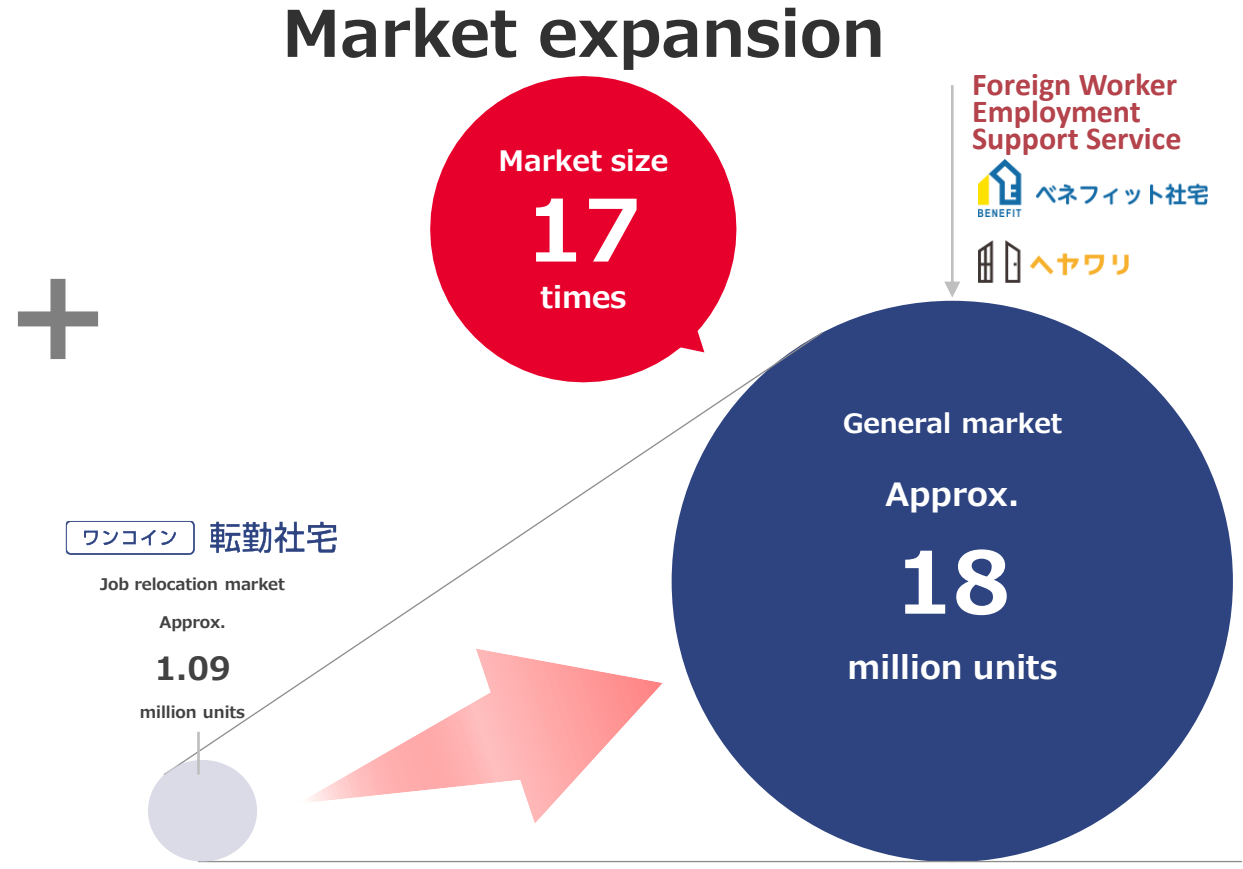 Market expansion
Market size
17
times
Foreign Worker
Employment
Support Service
BENEFIT
ベネフィット社宅
ヘヤワリ
General market
Approx.
18
million units
ワンコイン 転勤社宅
Job relocation market
Approx.
1.09
million units